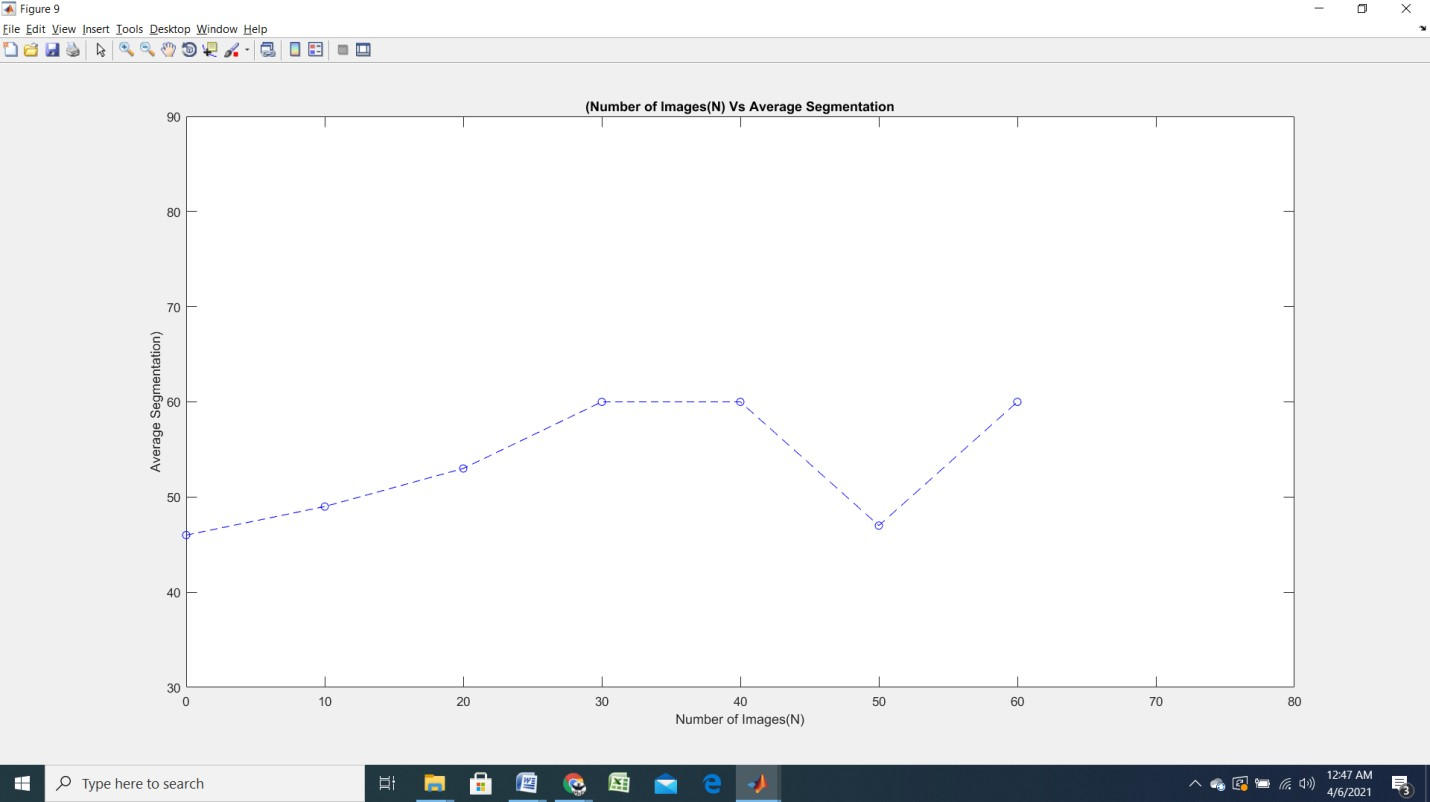 Figure 9
File Edit View Insert Tools Desktop Window Help
(Number of Images(N) Vs Average Segmentation
90
80
70
60
50
40
30
Average Segmentation)
0 10 20 30 40 50 60 70 80
Number of Images(N)
Type here to search
12:47 AM
4/6/2021
3